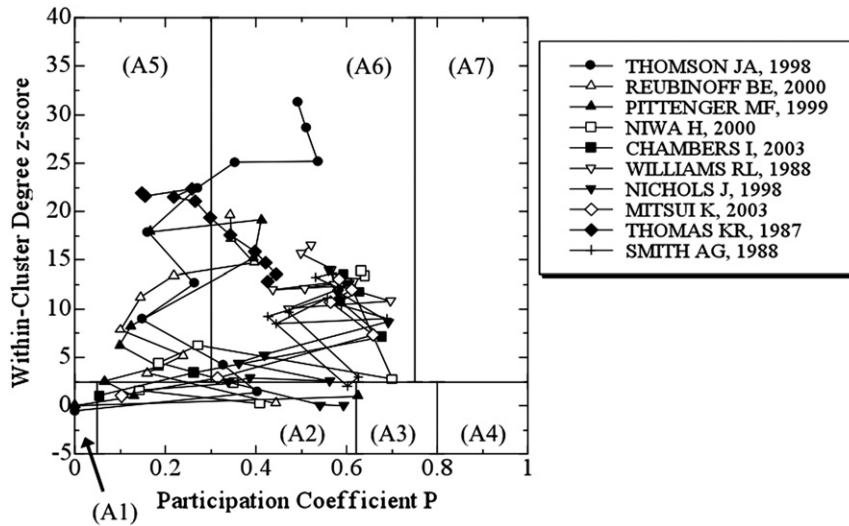 40
35
30
25
20
15
10
5
0
-5
Within-Cluster Degree z-score
(A5)
(A6)
(A7)
(A2)
(A3)
(A4)
(A1)
0
0.2
0.4
0.6
0.8
1
Participation Coefficient P
THOMSON JA, 1998
REUBINOFF BE, 2000
PITTENGER MF, 1999
NIWA H, 2000
CHAMBERS I, 2003
WILLIAMS RL, 1988
NICHOLS J, 1998
MITSUI K, 2003
THOMAS KR, 1987
SMITH AG, 1988